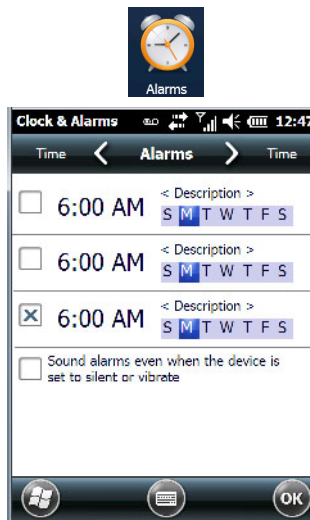 Alarms
Clock & Alarms 12:47
Time Alarms Time
6:00 AM
< Description >
S M T W T F S
6:00 AM
< Description >
S M T W T F S
6:00 AM
< Description >
S M T W T F S
Sound alarms even when the device is
set to silent or vibrate
OK